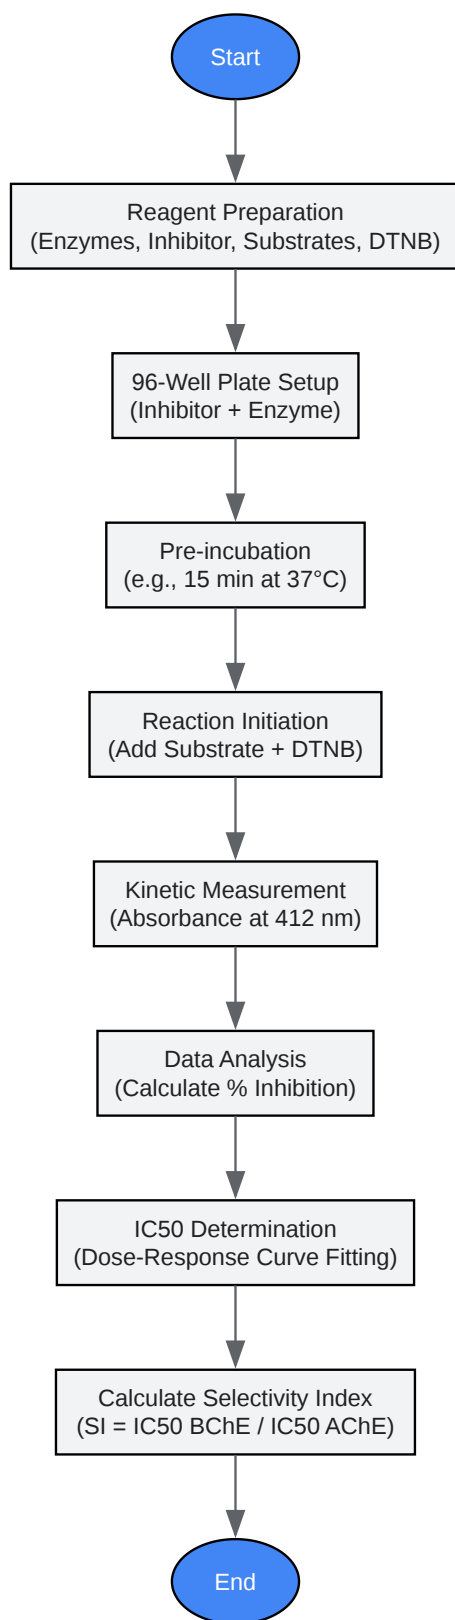 Start
Reagent Preparation
(Enzymes, Inhibitor, Substrates, DTNB)
96-Well Plate Setup
(Inhibitor + Enzyme)
Pre-incubation
(e.g., 15 min at 37°C)
Reaction Initiation
(Add Substrate + DTNB)
Kinetic Measurement
(Absorbance at 412 nm)
Data Analysis
(Calculate % Inhibition)
IC50 Determination
(Dose-Response Curve Fitting)
Calculate Selectivity Index
(SI = IC50 BChE / IC50 AChE)
End